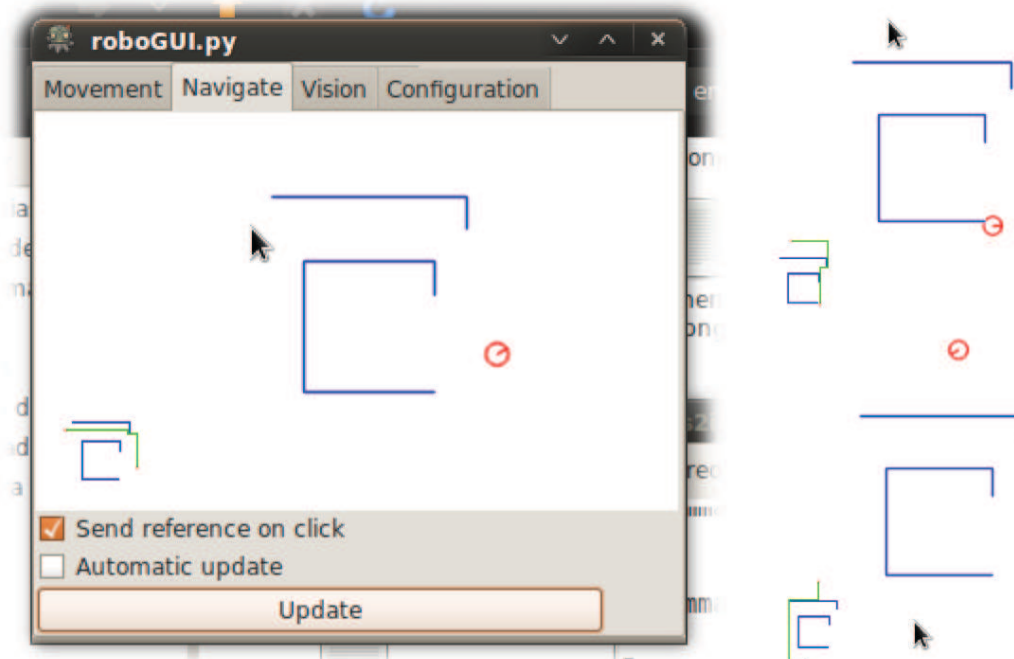 roboGUI.py
Movement Navigate Vision Configuration
Send reference on click
Automatic update
Update